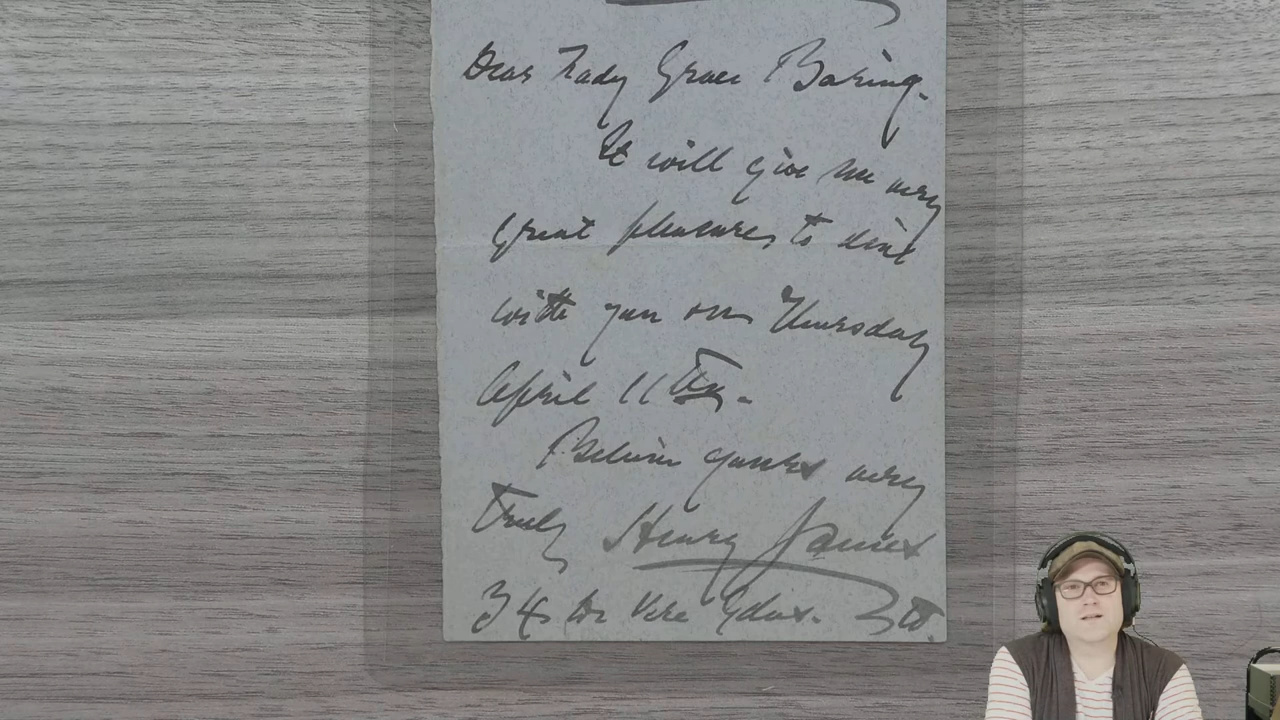 Dear Lady Grace Baring.
It will give me very
great pleasure, to dine
with you on Thursday
April 11th.
Believe yours very
truly Henry James
34 De Vere Gdns.